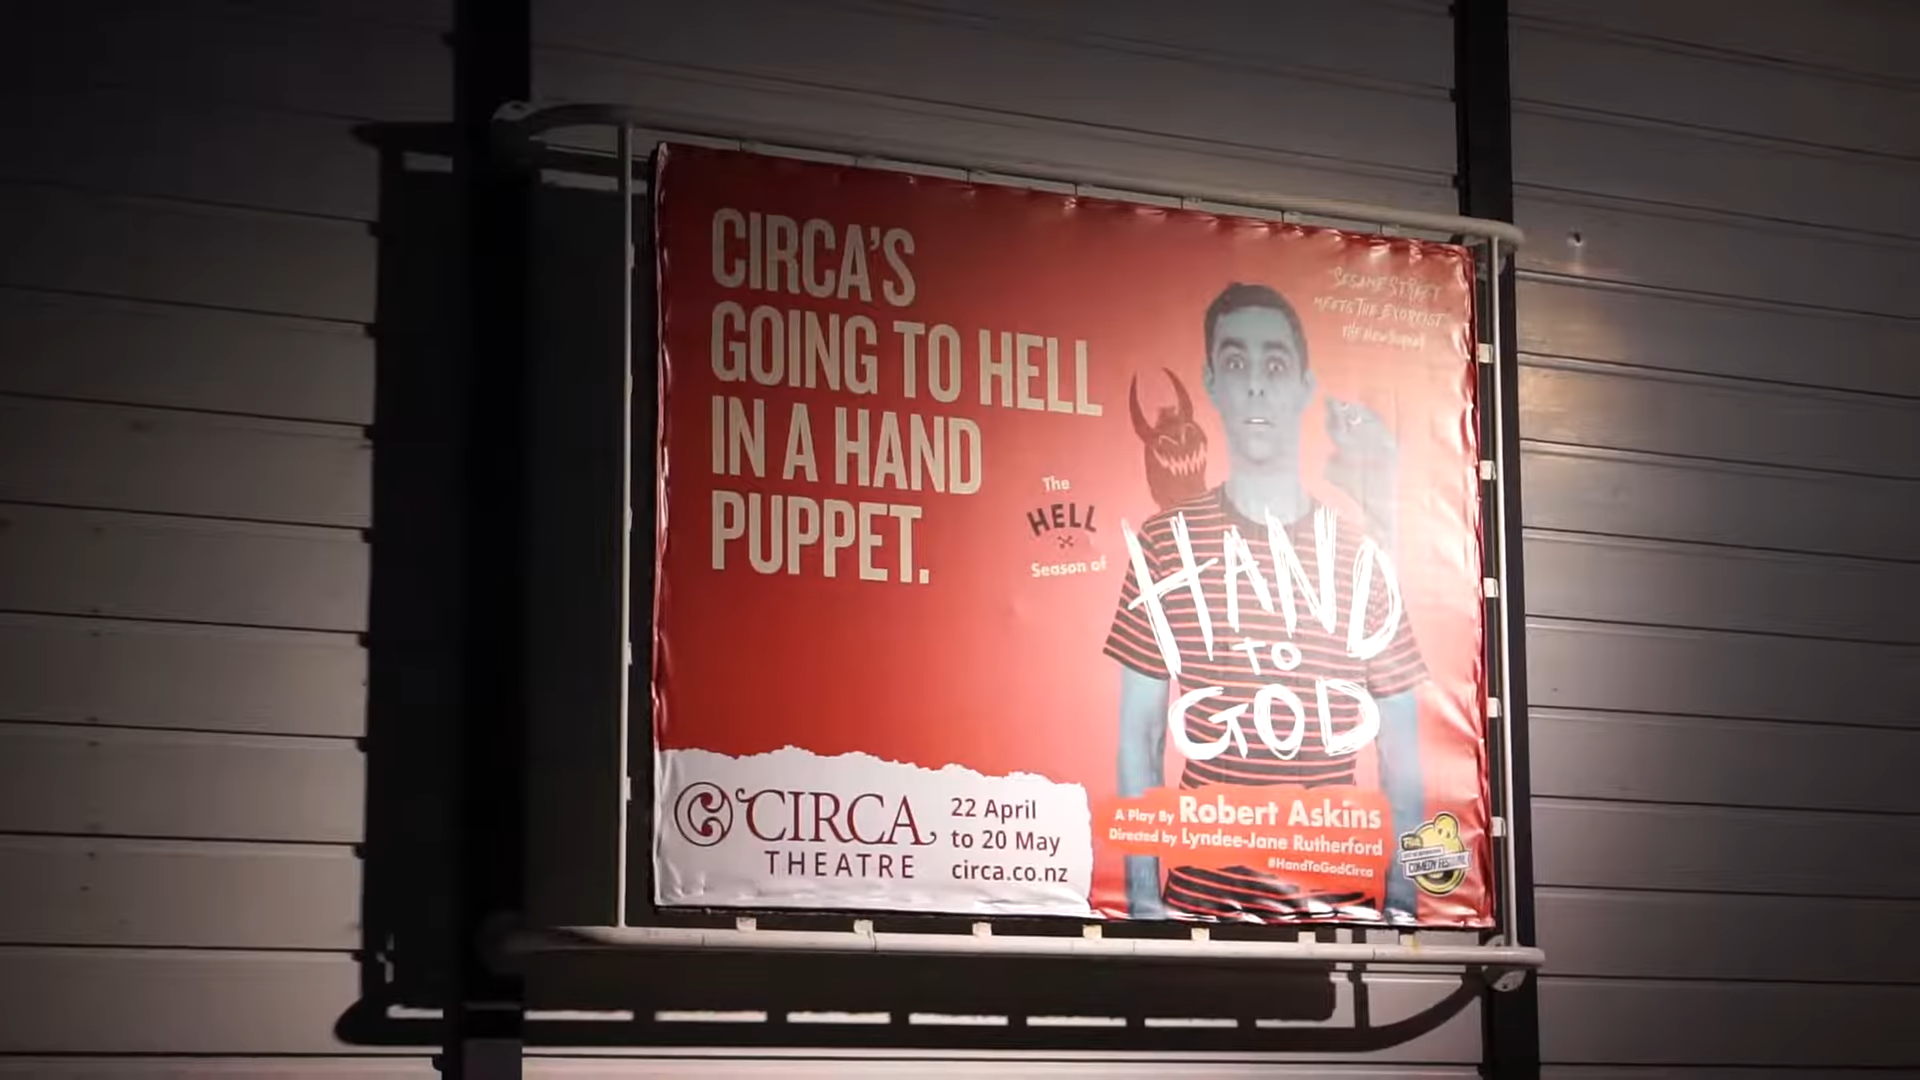 CIRCA'S
GOING TO HELL
IN A HAND
PUPPET.
"SESAME STREET
MEETS THE EXORCIST"
The
HELL
Season of
HAND
TO
GOD
CIRCA
THEATRE
22 April
to 20 May
circa.co.nz
A Play By Robert Askins
Directed by Lyndee-Jane Rutherford
#HandToGodCirca
COMEDY FESTIVAL